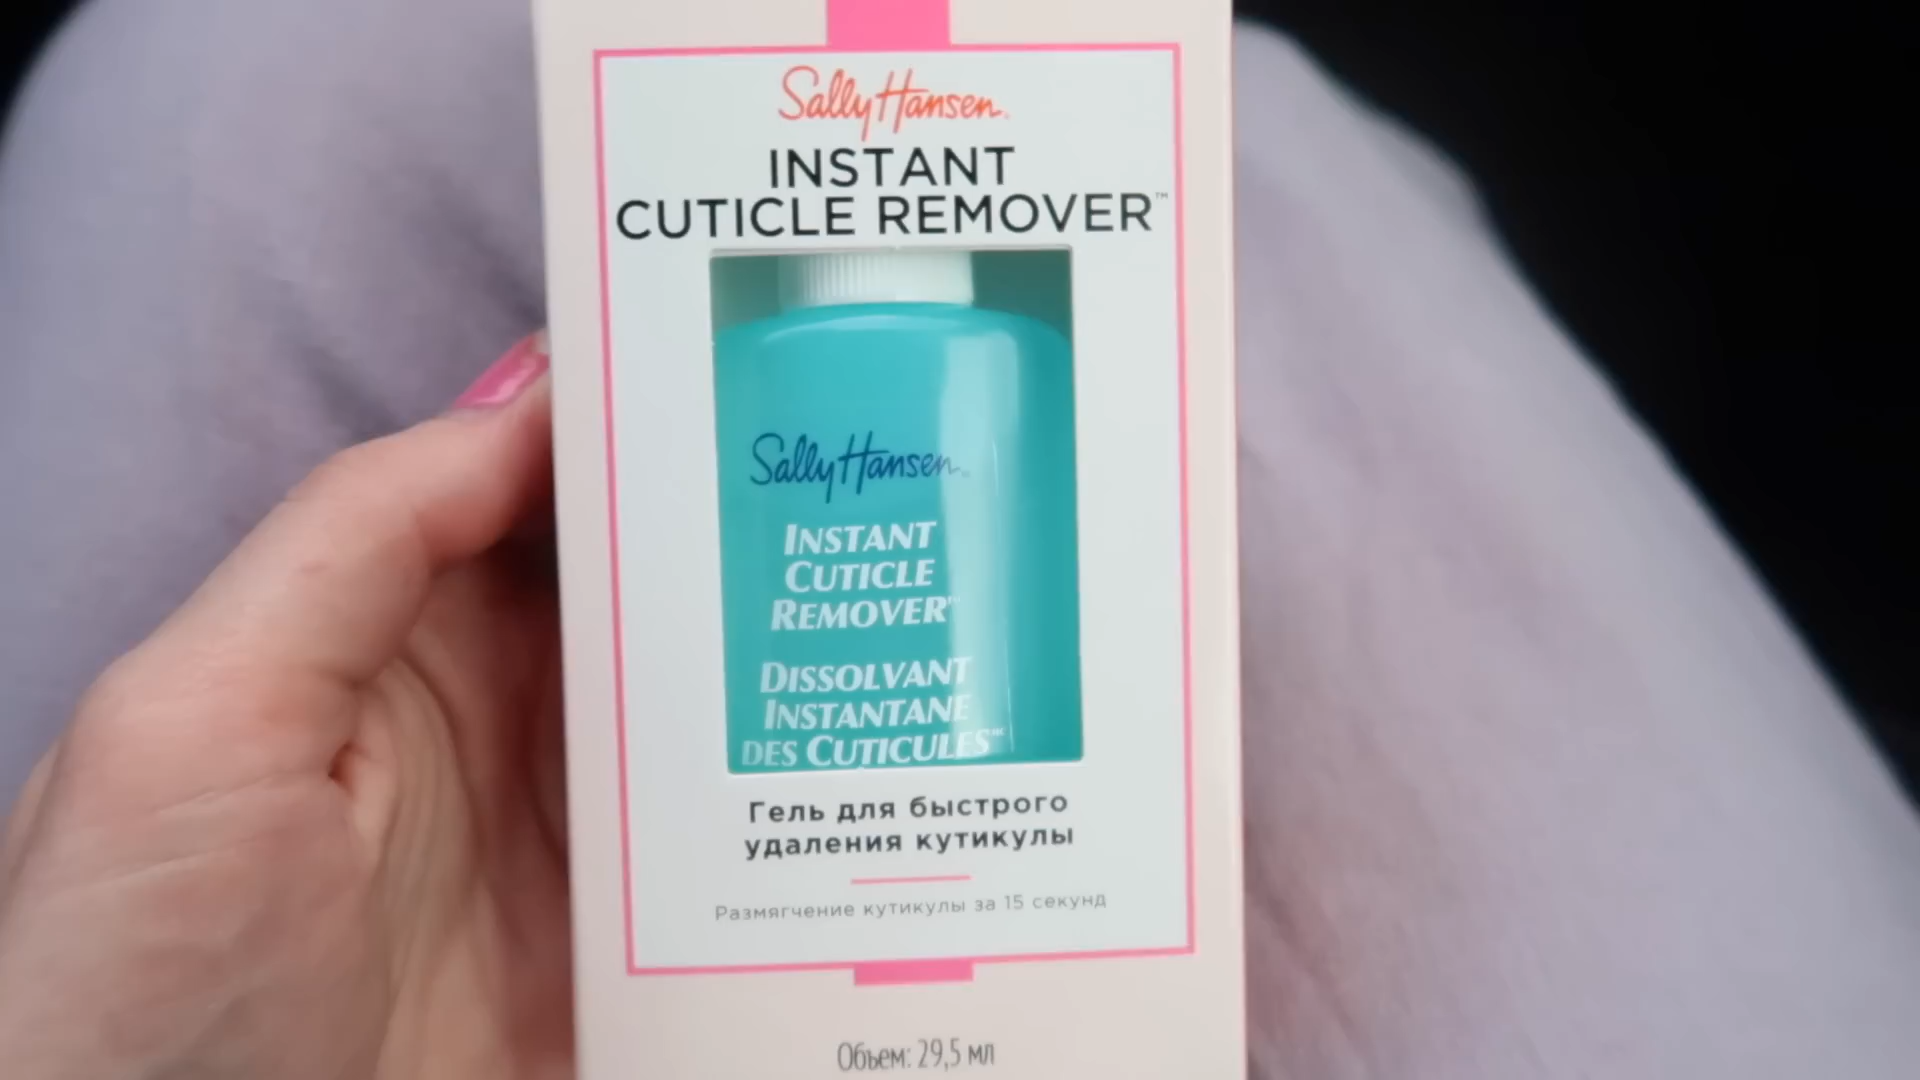 Sally Hansen®
INSTANT
CUTICLE REMOVER™
Sally Hansen®
INSTANT
CUTICLE
REMOVER™
DISSOLVANT
INSTANTANE
DES CUTICULES™
Гель для быстрого
удаления кутикулы
Размягчение кутикулы за 15 секунд
Объем: 29,5 мл